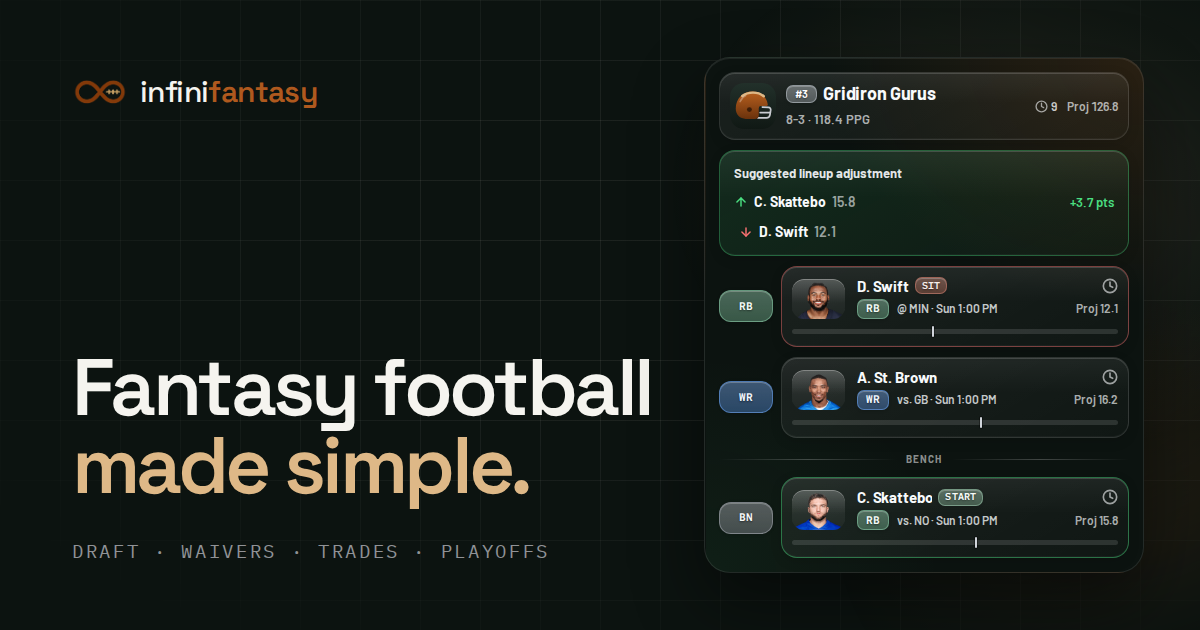 infinifantasy
Fantasy football
made simple.
DRAFT · WAIVERS · TRADES · PLAYOFFS
#3 Gridiron Gurus
8-3 · 118.4 PPG
9 Proj 126.8
Suggested lineup adjustment
↑ C. Skattebo 15.8 +3.7 pts
↓ D. Swift 12.1
RB
D. Swift SIT
RB @ MIN · Sun 1:00 PM Proj 12.1
WR
A. St. Brown
WR vs. GB · Sun 1:00 PM Proj 16.2
BENCH
BN
C. Skattebo START
RB vs. NO · Sun 1:00 PM Proj 15.8